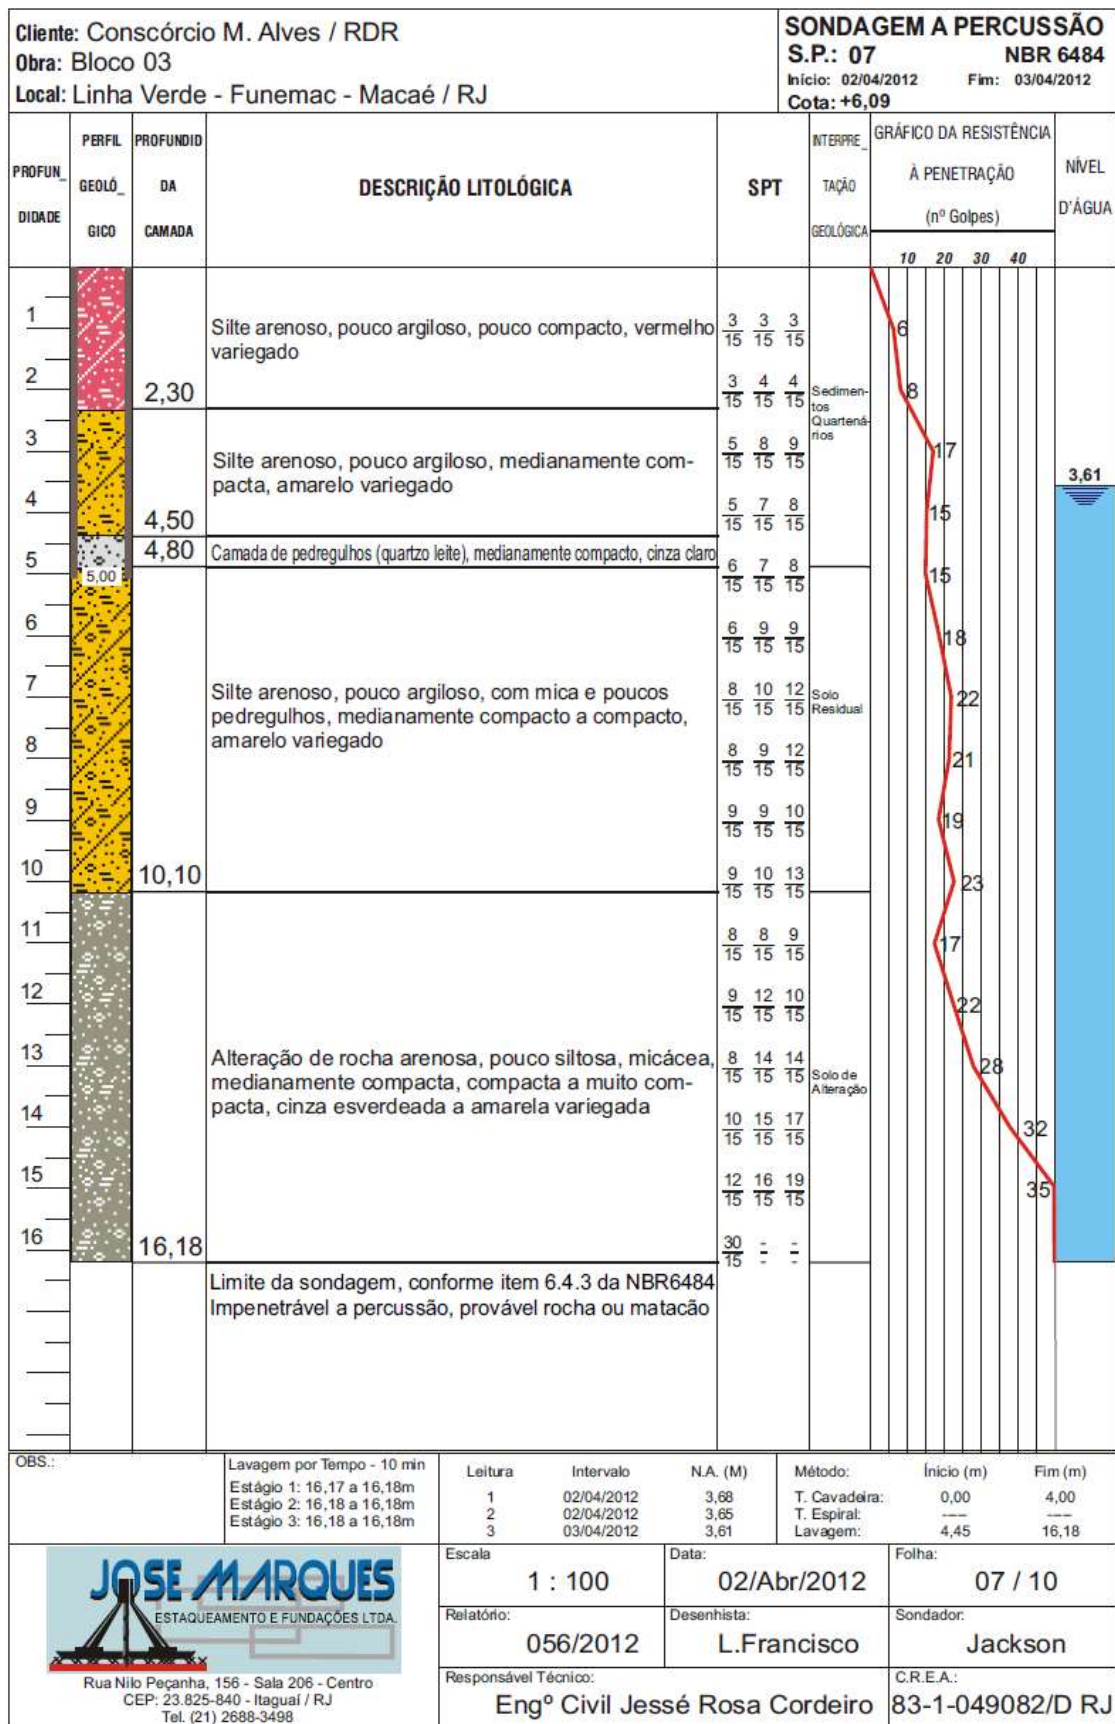 Cliente: Conscórcio M. Alves / RDR
Obra: Bloco 03
Local: Linha Verde - Funemac - Macaé / RJ
SONDAGEM A PERCUSSÃO
S.P.: 07 NBR 6484
Início: 02/04/2012 Fim: 03/04/2012
Cota: +6,09
PROFUN_
DIDADE
PERFIL
GEOLÓ_
GICO
PROFUNDID
DA
CAMADA
DESCRIÇÃO LITOLÓGICA
SPT
INTERPRE_
TAÇÃO
GEOLÓGICA
GRÁFICO DA RESISTÊNCIA
À PENETRAÇÃO
(nº Golpes)
10 20 30 40
NÍVEL
D'ÁGUA
1
2
3
4
5
6
7
8
9
10
11
12
13
14
15
16
5,00
2,30
4,50
4,80
10,10
16,18
Silte arenoso, pouco argiloso, pouco compacto, vermelho
variegado
Silte arenoso, pouco argiloso, medianamente com-
pacta, amarelo variegado
Camada de pedregulhos (quartzo leite), medianamente compacto, cinza claro
Silte arenoso, pouco argiloso, com mica e poucos
pedregulhos, medianamente compacto a compacto,
amarelo variegado
Alteração de rocha arenosa, pouco siltosa, micácea,
medianamente compacta, compacta a muito com-
pacta, cinza esverdeada a amarela variegada
Limite da sondagem, conforme item 6.4.3 da NBR6484
Impenetrável a percussão, provável rocha ou matacão
3 3 3
15 15 15
3 4 4
15 15 15
5 8 9
15 15 15
5 7 8
15 15 15
6 7 8
15 15 15
6 9 9
15 15 15
8 10 12
15 15 15
8 9 12
15 15 15
9 9 10
15 15 15
9 10 13
15 15 15
8 8 9
15 15 15
9 12 10
15 15 15
8 14 14
15 15 15
10 15 17
15 15 15
12 16 19
15 15 15
30 - -
15 - -
Sedimen-
tos
Quartená-
rios
Solo
Residual
Solo de
Alteração
6
8
17
15
15
18
22
21
19
23
17
22
28
32
35
3,61
OBS.:
Lavagem por Tempo - 10 min
Estágio 1: 16,17 a 16,18m
Estágio 2: 16,18 a 16,18m
Estágio 3: 16,18 a 16,18m
Leitura Intervalo N.A. (M)
1 02/04/2012 3,68
2 02/04/2012 3,65
3 03/04/2012 3,61
Método: Ínicio (m) Fim (m)
T. Cavadeira: 0,00 4,00
T. Espiral: ---- ----
Lavagem: 4,45 16,18
JOSE MARQUES
ESTAQUEAMENTO E FUNDAÇÕES LTDA.
Rua Nilo Peçanha, 156 - Sala 206 - Centro
CEP: 23.825-840 - Itaguaí / RJ
Tel. (21) 2688-3498
Escala
1 : 100
Data:
02/Abr/2012
Folha:
07 / 10
Relatório:
056/2012
Desenhista:
L.Francisco
Sondador:
Jackson
Responsável Técnico:
Engº Civil Jessé Rosa Cordeiro
C.R.E.A.:
83-1-049082/D RJ